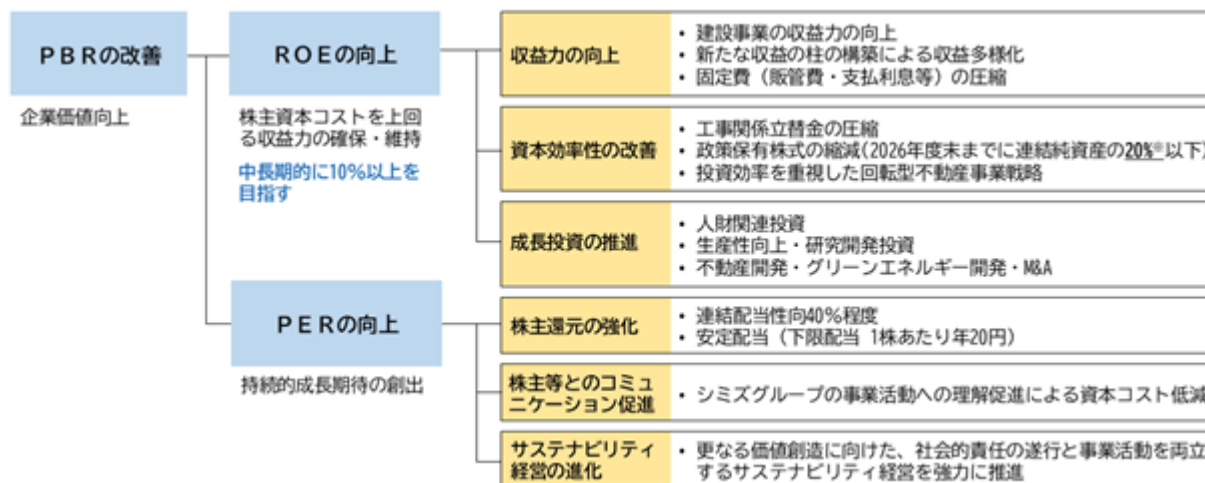 PBRの改善
企業価値向上
ROEの向上
株主資本コストを上回
る収益力の確保・維持
中長期的に10%以上を
目指す
収益力の向上
• 建設事業の収益力の向上
• 新たな収益の柱の構築による収益多様化
• 固定費（販管費・支払利息等）の圧縮
資本効率性の改善
• 工事関係立替金の圧縮
• 政策保有株式の縮減(2026年度末までに連結純資産の20%※以下)
• 投資効率を重視した回転型不動産事業戦略
成長投資の推進
• 人財関連投資
• 生産性向上・研究開発投資
• 不動産開発・グリーンエネルギー開発・M&A
PERの向上
持続的成長期待の創出
株主還元の強化
• 連結配当性向40%程度
• 安定配当（下限配当 1株あたり年20円）
株主等とのコミュ
ニケーション促進
• シミズグループの事業活動への理解促進による資本コスト低減
サステナビリティ
経営の進化
• 更なる価値創造に向けた、社会的責任の遂行と事業活動を両立
するサステナビリティ経営を強力に推進